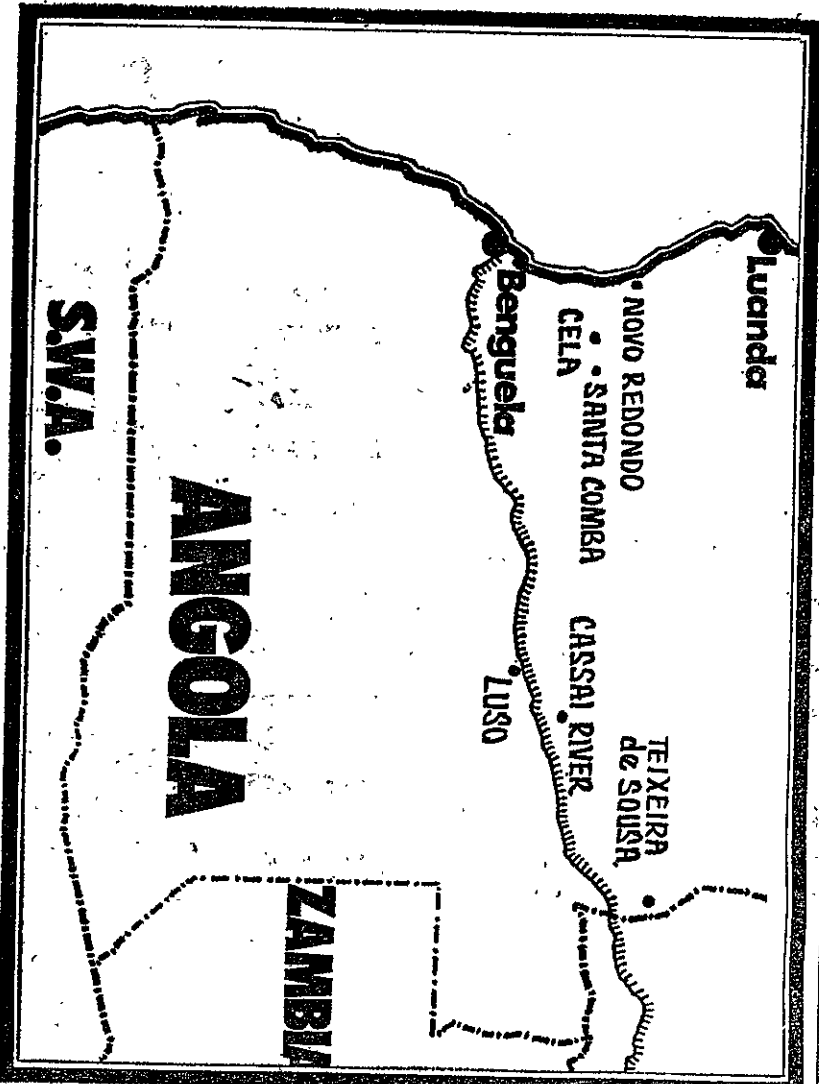 Luanda
NOVO REDONDO
SANTA COMBA
CELA
Benguela
CASSAI RIVER
TEIXEIRA
de SOUSA
LUSO
ANGOLA
ZAMBIA
S.W.A.